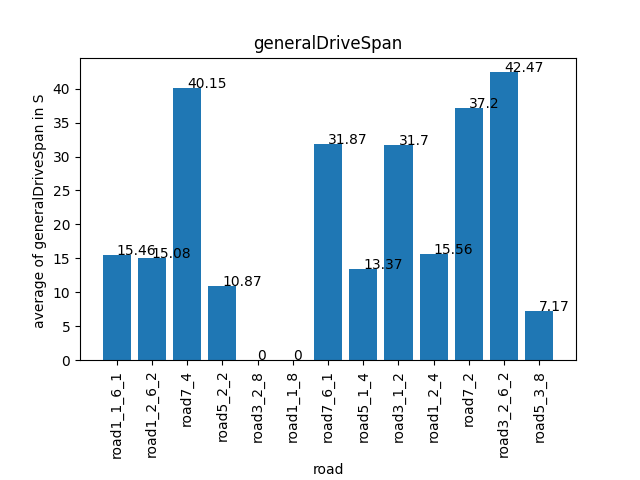 generalDriveSpan
average of generalDriveSpan in S
40
35
30
25
20
15
10
5
0
15.46
15.08
40.15
10.87
0
0
31.87
13.37
31.7
15.56
37.2
42.47
7.17
road1_1_6_1
road1_2_6_2
road7_4
road5_2_2
road3_2_8
road1_1_8
road7_6_1
road5_1_4
road3_1_2
road1_2_4
road7_2
road3_2_6_2
road5_3_8
road